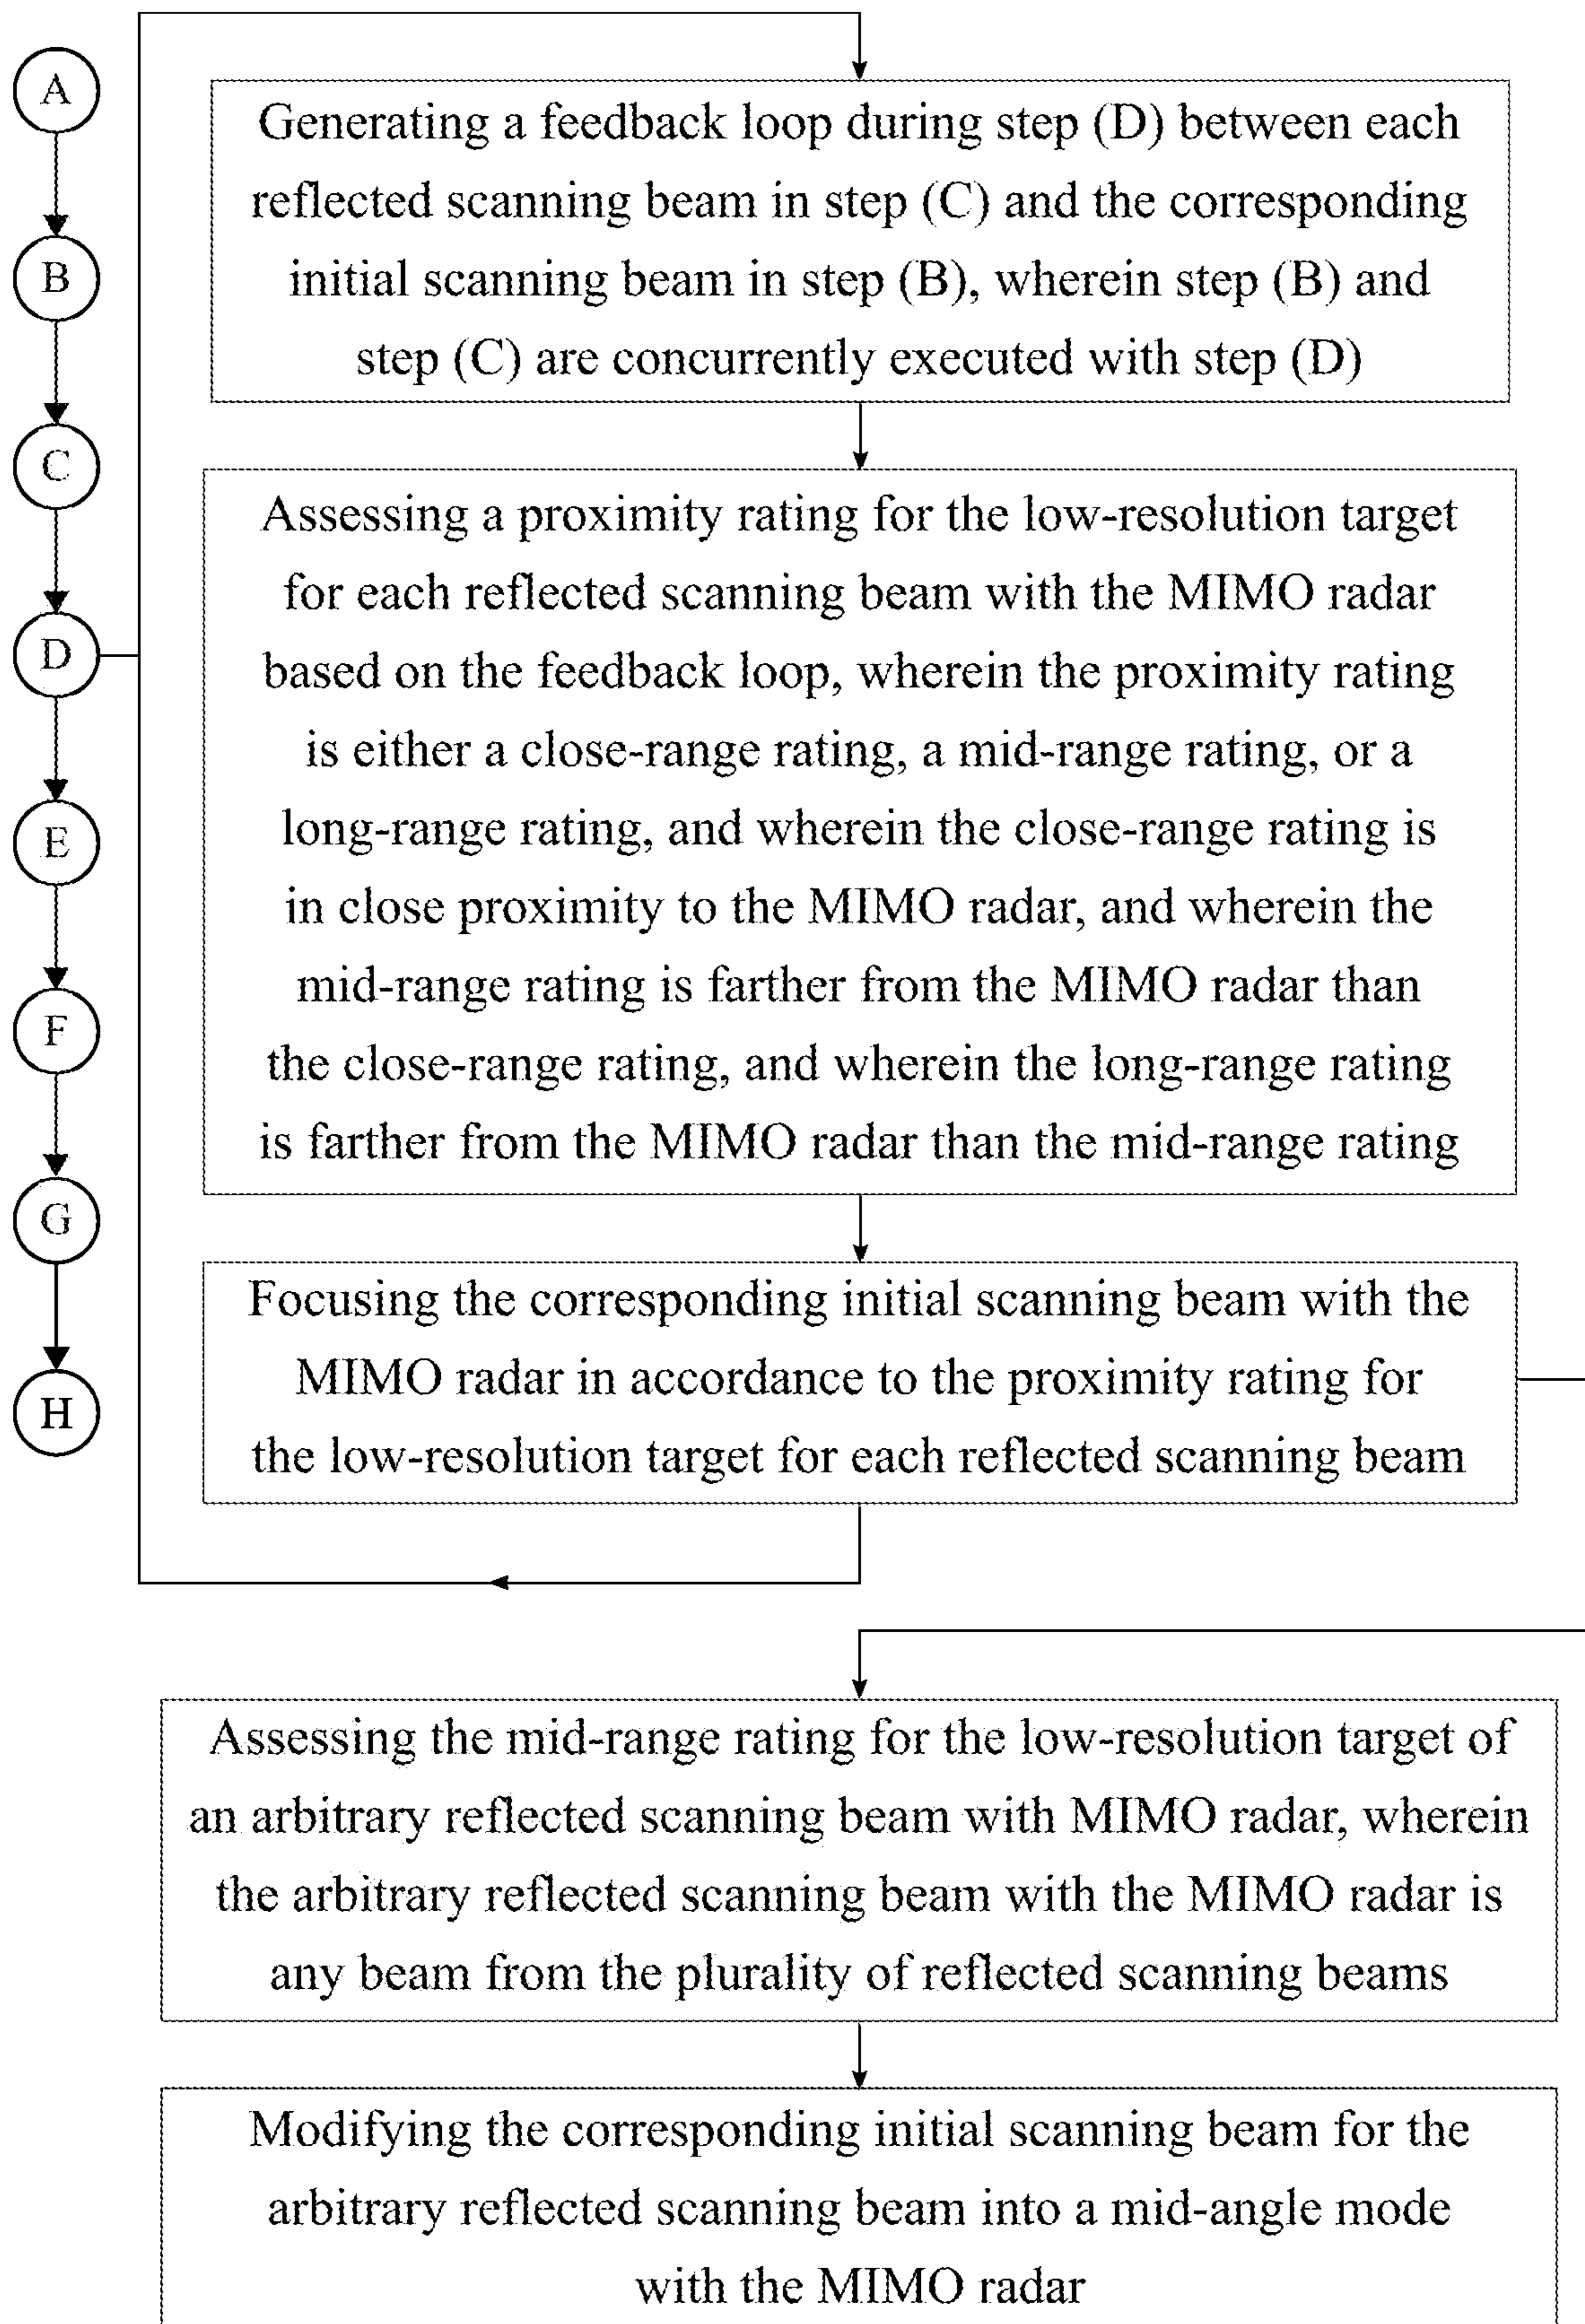 A
B
C
D
E
F
G
H
Generating a feedback loop during step (D) between each
reflected scanning beam in step (C) and the corresponding
initial scanning beam in step (B), wherein step (B) and
step (C) are concurrently executed with step (D)
Assessing a proximity rating for the low-resolution target
for each reflected scanning beam with the MIMO radar
based on the feedback loop, wherein the proximity rating
is either a close-range rating, a mid-range rating, or a
long-range rating, and wherein the close-range rating is
in close proximity to the MIMO radar, and wherein the
mid-range rating is farther from the MIMO radar than
the close-range rating, and wherein the long-range rating
is farther from the MIMO radar than the mid-range rating
Focusing the corresponding initial scanning beam with the
MIMO radar in accordance to the proximity rating for
the low-resolution target for each reflected scanning beam
Assessing the mid-range rating for the low-resolution target of
an arbitrary reflected scanning beam with MIMO radar, wherein
the arbitrary reflected scanning beam with the MIMO radar is
any beam from the plurality of reflected scanning beams
Modifying the corresponding initial scanning beam for the
arbitrary reflected scanning beam into a mid-angle mode
with the MIMO radar